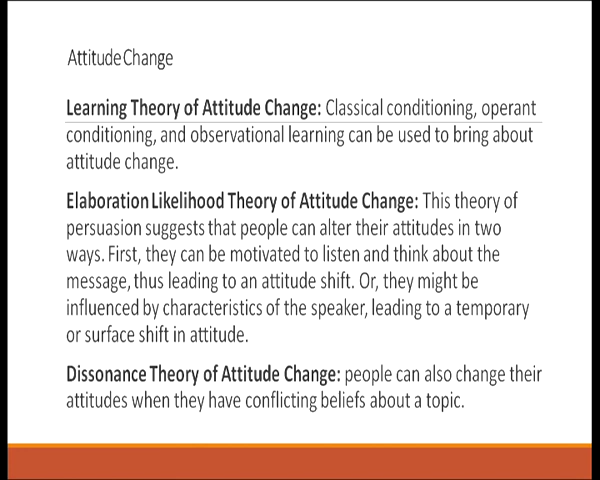 Attitude Change
Learning Theory of Attitude Change: Classical conditioning, operant
conditioning, and observational learning can be used to bring about
attitude change.
Elaboration Likelihood Theory of Attitude Change: This theory of
persuasion suggests that people can alter their attitudes in two
ways. First, they can be motivated to listen and think about the
message, thus leading to an attitude shift. Or, they might be
influenced by characteristics of the speaker, leading to a temporary
or surface shift in attitude.
Dissonance Theory of Attitude Change: people can also change their
attitudes when they have conflicting beliefs about a topic.